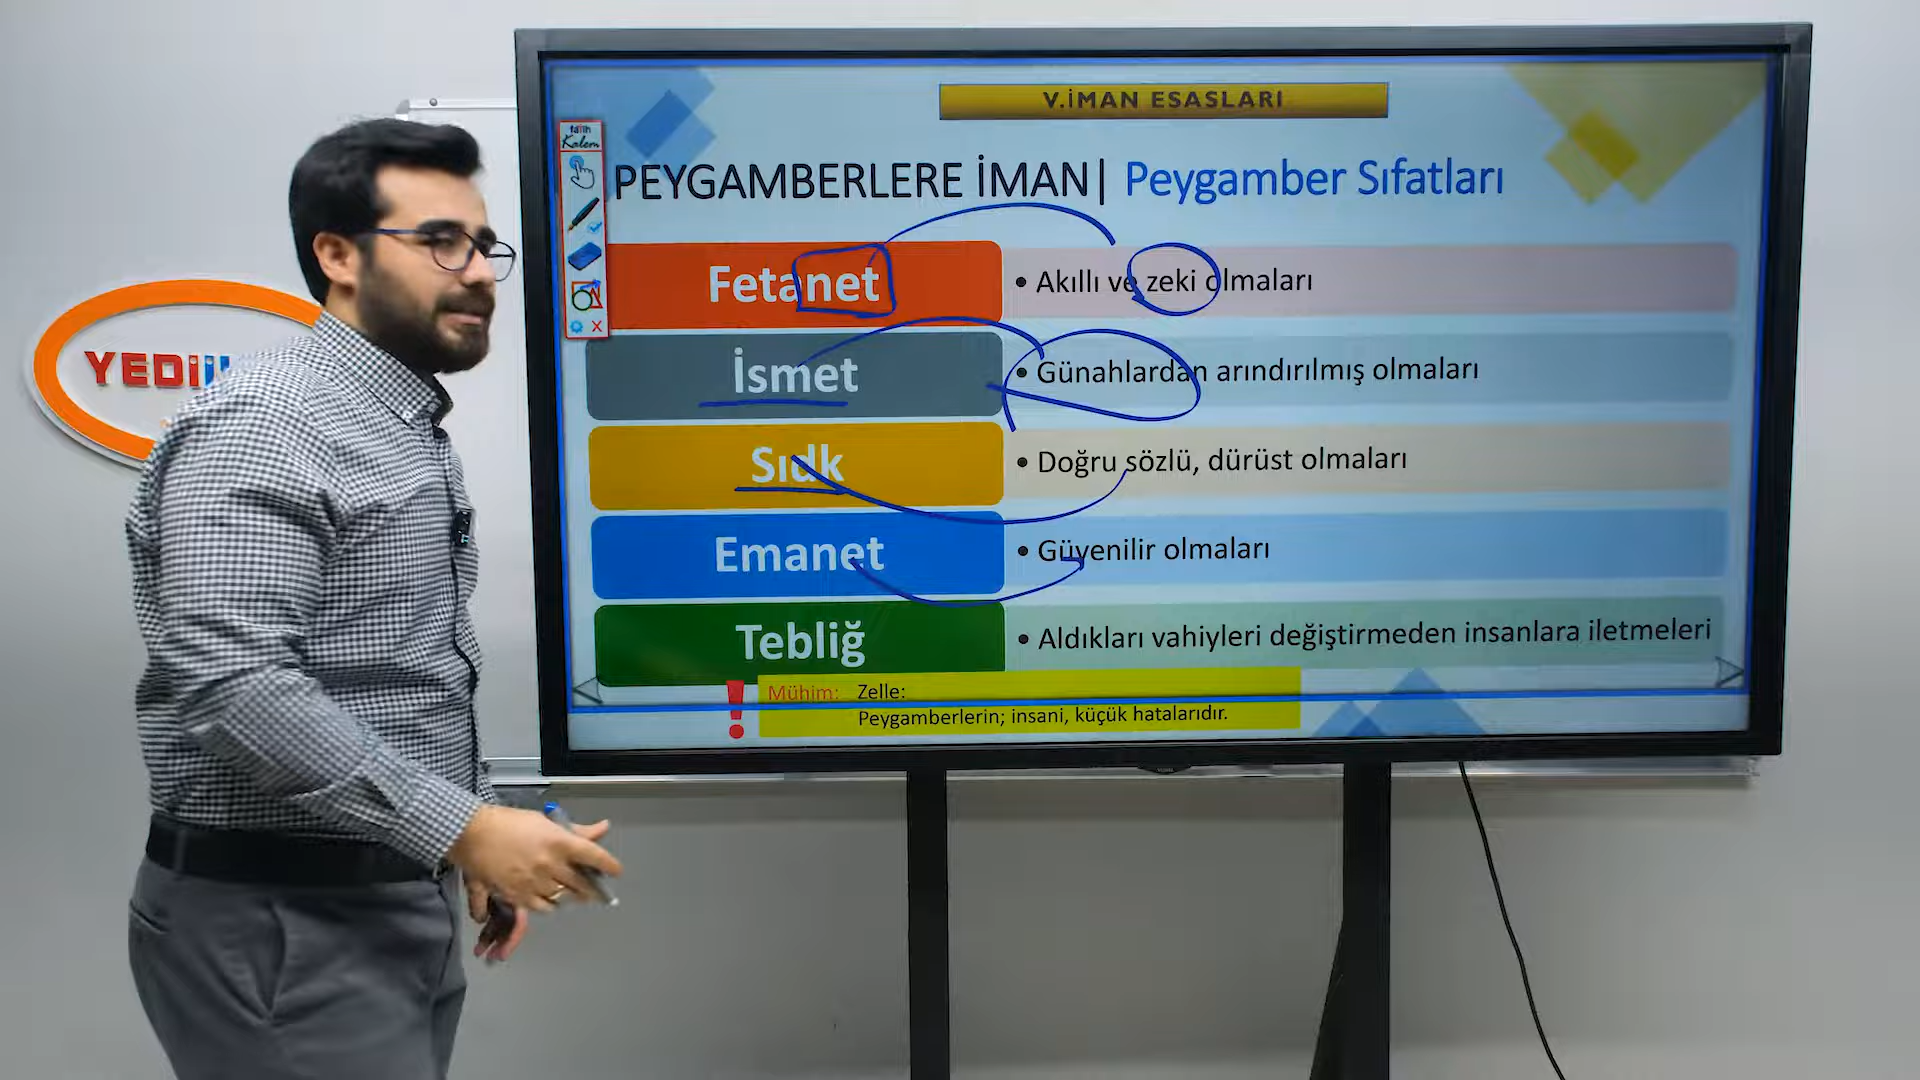 V.İMAN ESASLARI
fatih
Kalem
PEYGAMBERLERE İMAN| Peygamber Sıfatları
Fetanet
• Akıllı ve zeki olmaları
İsmet
• Günahlardan arındırılmış olmaları
Sıdk
• Doğru sözlü, dürüst olmaları
Emanet
• Güvenilir olmaları
Tebliğ
• Aldıkları vahiyleri değiştirmeden insanlara iletmeleri
Mühim: Zelle:
Peygamberlerin; insani, küçük hatalarıdır.